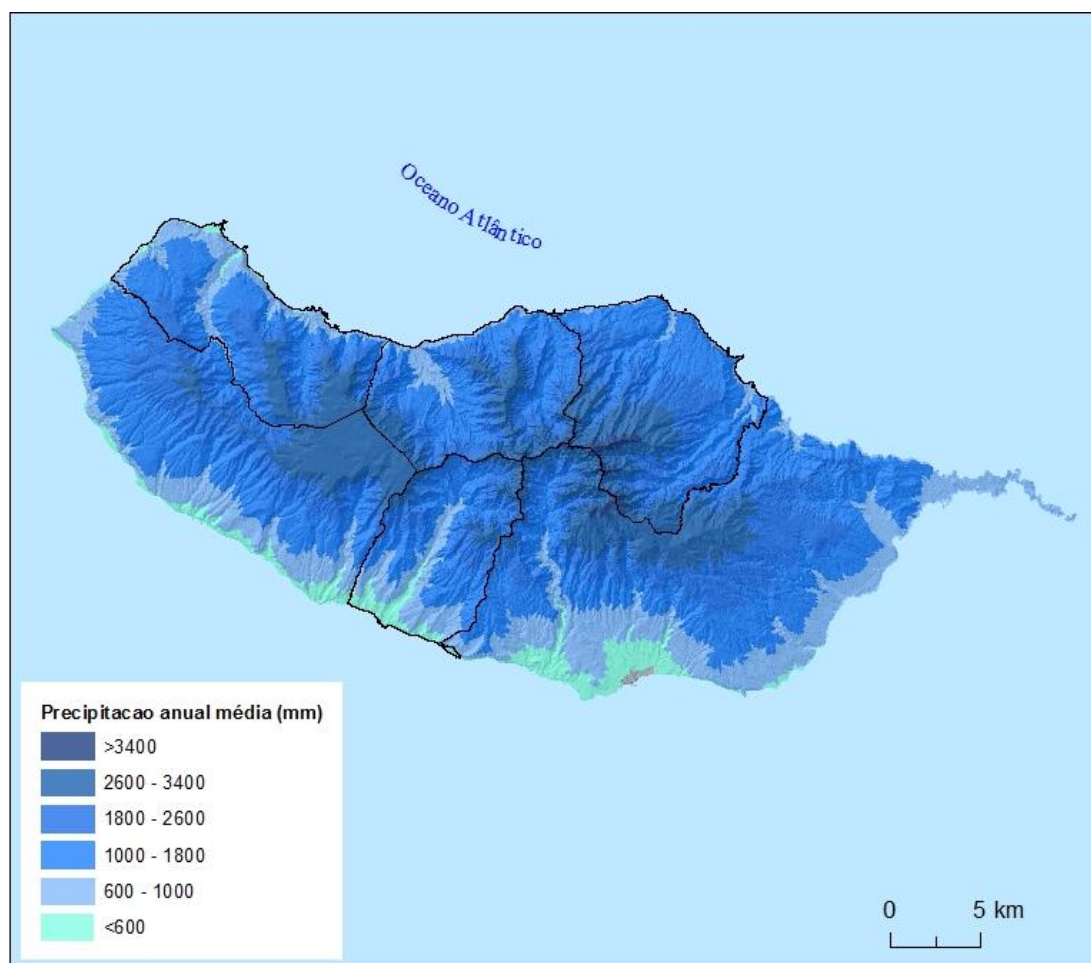 Oceano Atlântico
Precipitacao anual média (mm)
>3400
2600 - 3400
1800 - 2600
1000 - 1800
600 - 1000
<600
0 5 km